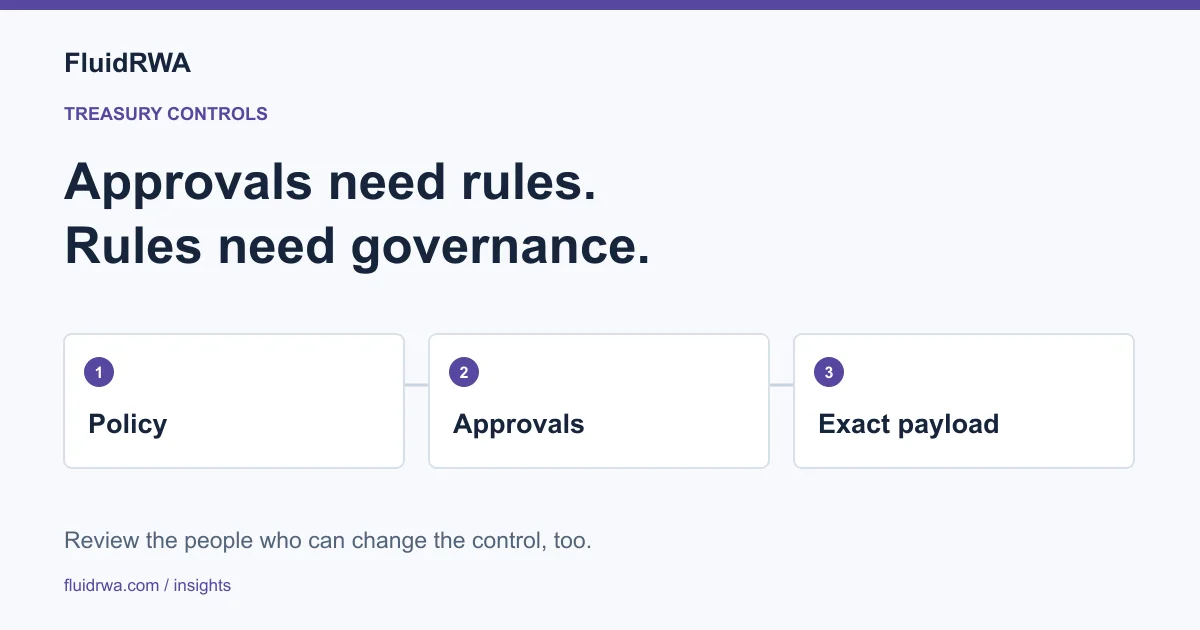 FluidRWA
TREASURY CONTROLS
Approvals need rules.
Rules need governance.
1
Policy
2
Approvals
3
Exact payload
Review the people who can change the control, too.
fluidrwa.com / insights